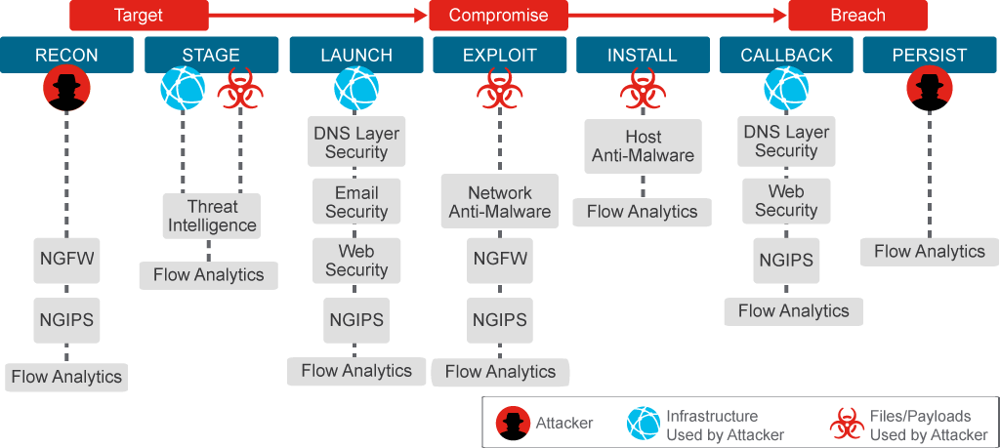 Target
Compromise
Breach
RECON
STAGE
LAUNCH
EXPLOIT
INSTALL
CALLBACK
PERSIST
NGFW
NGIPS
Flow Analytics
Threat
Intelligence
Flow Analytics
DNS Layer
Security
Email
Security
Web
Security
NGIPS
Flow Analytics
Network
Anti-Malware
NGFW
NGIPS
Flow Analytics
Host
Anti-Malware
Flow Analytics
DNS Layer
Security
Web
Security
NGIPS
Flow Analytics
Flow Analytics
Attacker
Infrastructure
Used by Attacker
Files/Payloads
Used by Attacker